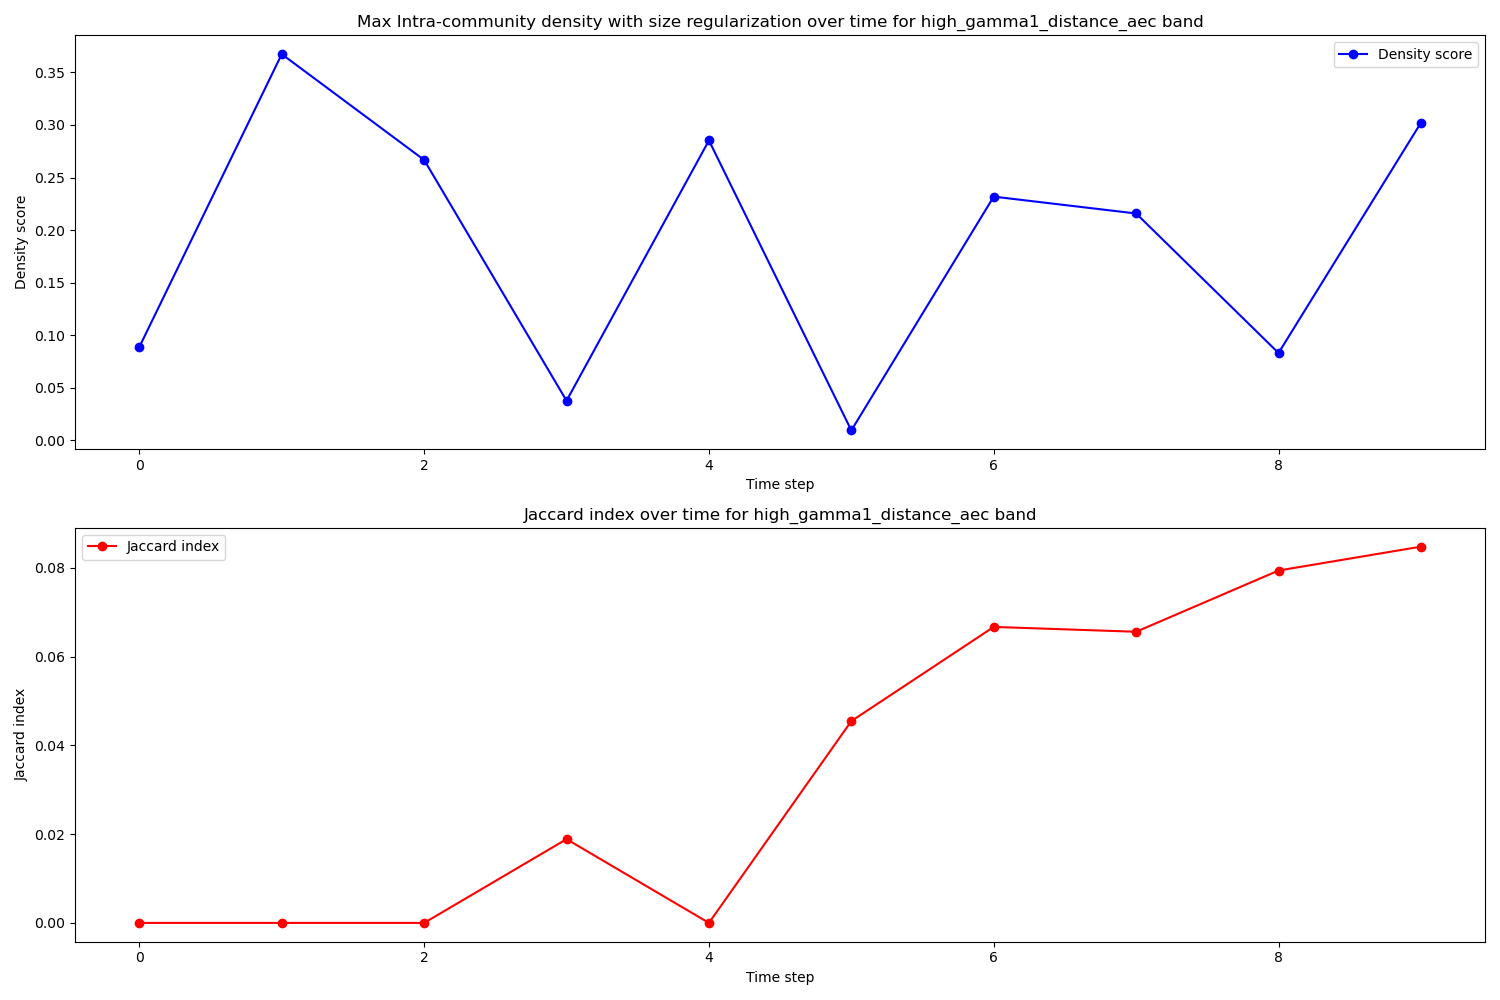 Max Intra-community density with size regularization over time for high_gamma1_distance_aec band
Density score
0.35
0.30
0.25
0.20
0.15
0.10
0.05
0.00
Density score
0 2 4 6 8
Time step
Jaccard index over time for high_gamma1_distance_aec band
Jaccard index
0.08
0.06
0.04
0.02
0.00
Jaccard index
0 2 4 6 8
Time step